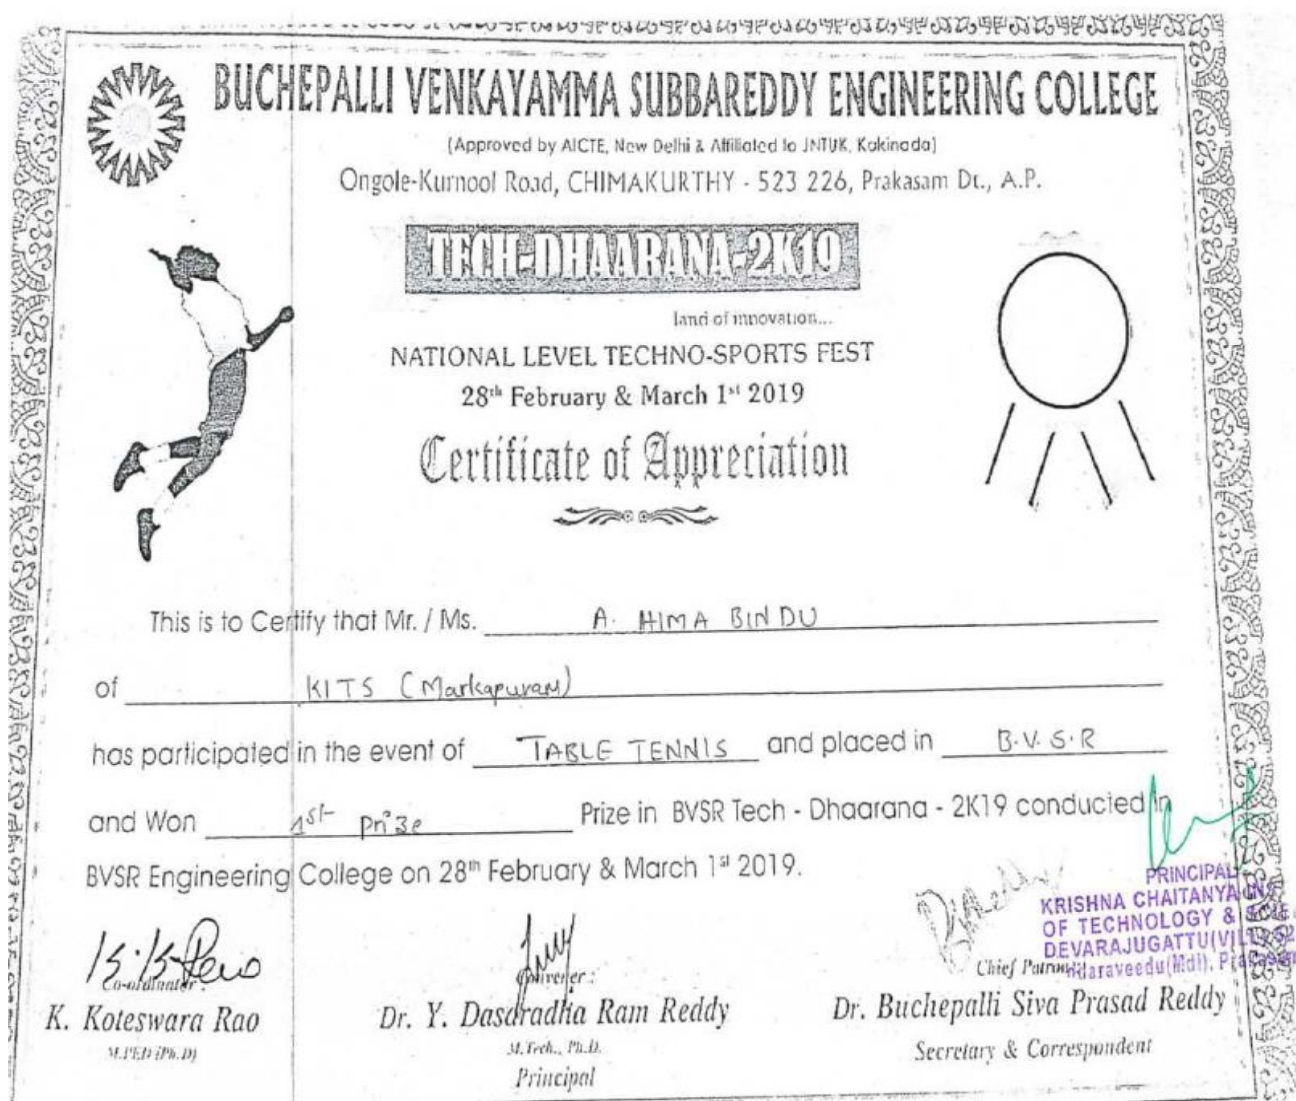 BUCHEPALLI VENKAYAMMA SUBBAREDDY ENGINEERING COLLEGE
(Approved by AICTE, New Delhi & Affiliated to JNTUK, Kakinada)
Ongole-Kurnool Road, CHIMAKURTHY - 523 226, Prakasam Dt., A.P.
TECH-DHAARANA-2K19
land of innovation...
NATIONAL LEVEL TECHNO-SPORTS FEST
28th February & March 1st 2019
Certificate of Appreciation
This is to Certify that Mr. / Ms. A. HIMA BINDU
of KITS (Markapuram)
has participated in the event of TABLE TENNIS and placed in B.V.S.R
and Won 1st prize Prize in BVSR Tech - Dhaarana - 2K19 conducted in
BVSR Engineering College on 28th February & March 1st 2019.
PRINCIPAL
KRISHNA CHAITANYA
OF TECHNOLOGY &
DEVARAJUGATTU
Co-ordinator :
K. Koteswara Rao
M.PED (Ph.D)
Convener :
Dr. Y. Dasaradha Ram Reddy
M.Tech., Ph.D.
Principal
Chief Patron
Dr. Buchepalli Siva Prasad Reddy
Secretary & Correspondent